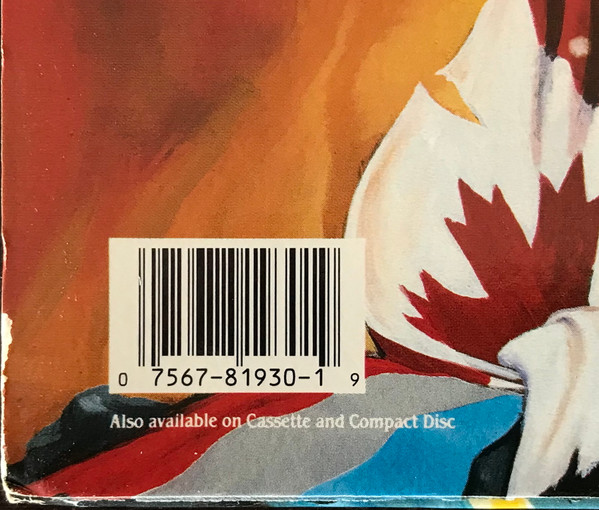 0 7567-81930-1 9
Also available on Cassette and Compact Disc